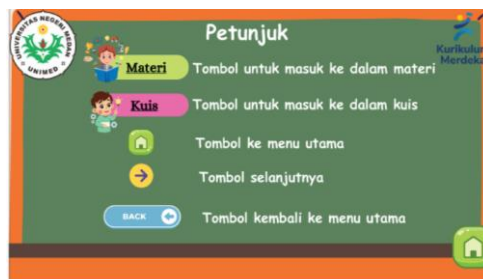 Petunjuk
UNIVERSITAS NEGERI MEDAN
UNIMED
Kurikulum
Merdeka
Materi Tombol untuk masuk ke dalam materi
Kuis Tombol untuk masuk ke dalam kuis
Tombol ke menu utama
Tombol selanjutnya
BACK Tombol kembali ke menu utama